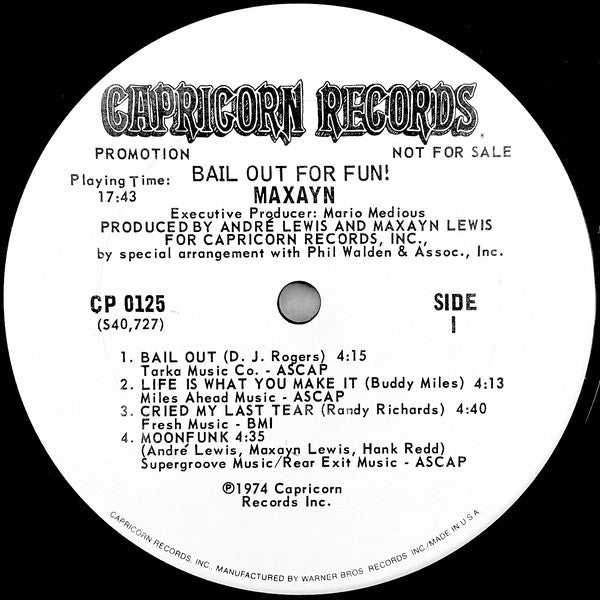 CAPRICORN RECORDS
PROMOTION
NOT FOR SALE
BAIL OUT FOR FUN!
Playing Time:
17:43
MAXAYN
Executive Producer: Mario Medious
PRODUCED BY ANDRÉ LEWIS AND MAXAYN LEWIS
FOR CAPRICORN RECORDS, INC.,
by special arrangement with Phil Walden & Assoc., Inc.
CP 0125
(S40,727)
SIDE
I
1. BAIL OUT (D. J. Rogers) 4:15
Tarka Music Co. - ASCAP
2. LIFE IS WHAT YOU MAKE IT (Buddy Miles) 4:13
Miles Ahead Music - ASCAP
3. CRIED MY LAST TEAR (Randy Richards) 4:40
Fresh Music - BMI
4. MOONFUNK 4:35
(André Lewis, Maxayn Lewis, Hank Redd)
Supergroove Music/Rear Exit Music - ASCAP
℗1974 Capricorn
Records Inc.
CAPRICORN RECORDS, INC., MANUFACTURED BY WARNER BROS. RECORDS INC./MADE IN U.S.A.